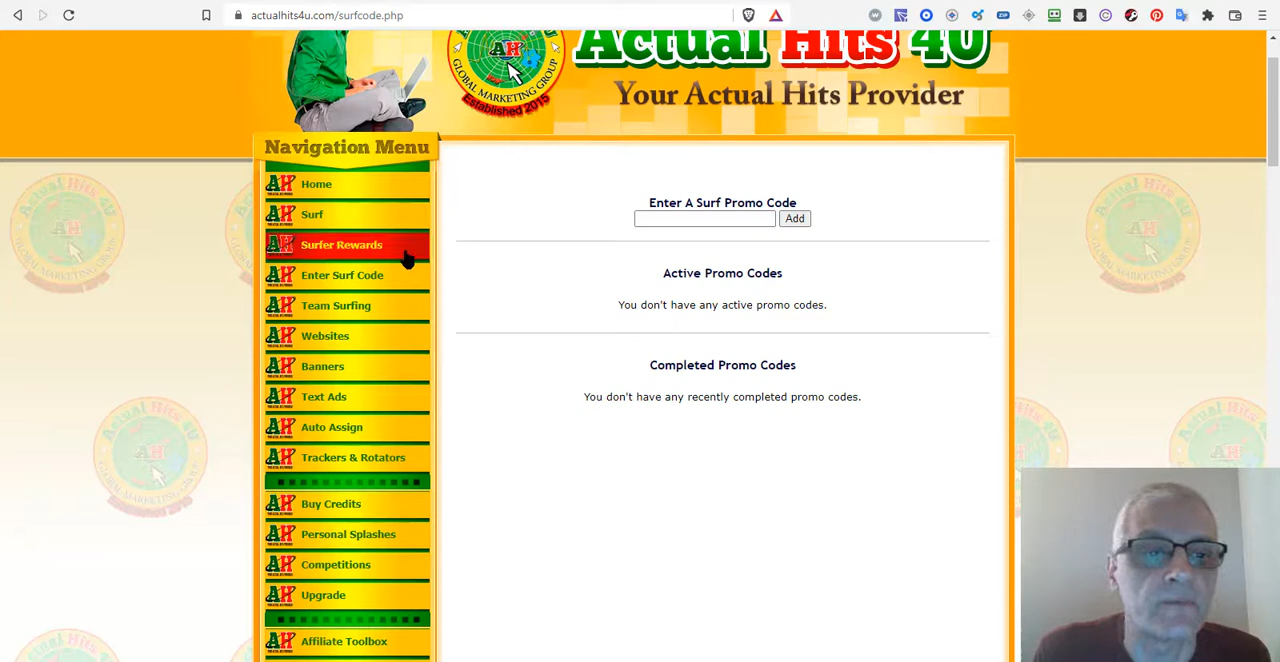 actualhits4u.com/surfcode.php
Actual Hits 4U
AH
GLOBAL MARKETING GROUP
Established 2015
Your Actual Hits Provider
Navigation Menu
Home
Surf
Surfer Rewards
Enter Surf Code
Team Surfing
Websites
Banners
Text Ads
Auto Assign
Trackers & Rotators
Buy Credits
Personal Splashes
Competitions
Upgrade
Affiliate Toolbox
Enter A Surf Promo Code
Add
Active Promo Codes
You don't have any active promo codes.
Completed Promo Codes
You don't have any recently completed promo codes.